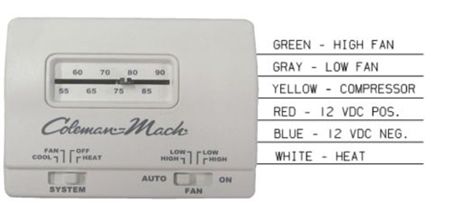 60 70 80 90
55 65 75 85
Coleman-Mach
FAN OFF
COOL HEAT
LOW LOW
HIGH HIGH
AUTO ON
SYSTEM FAN
GREEN - HIGH FAN
GRAY - LOW FAN
YELLOW - COMPRESSOR
RED - 12 VDC POS.
BLUE - 12 VDC NEG.
WHITE - HEAT